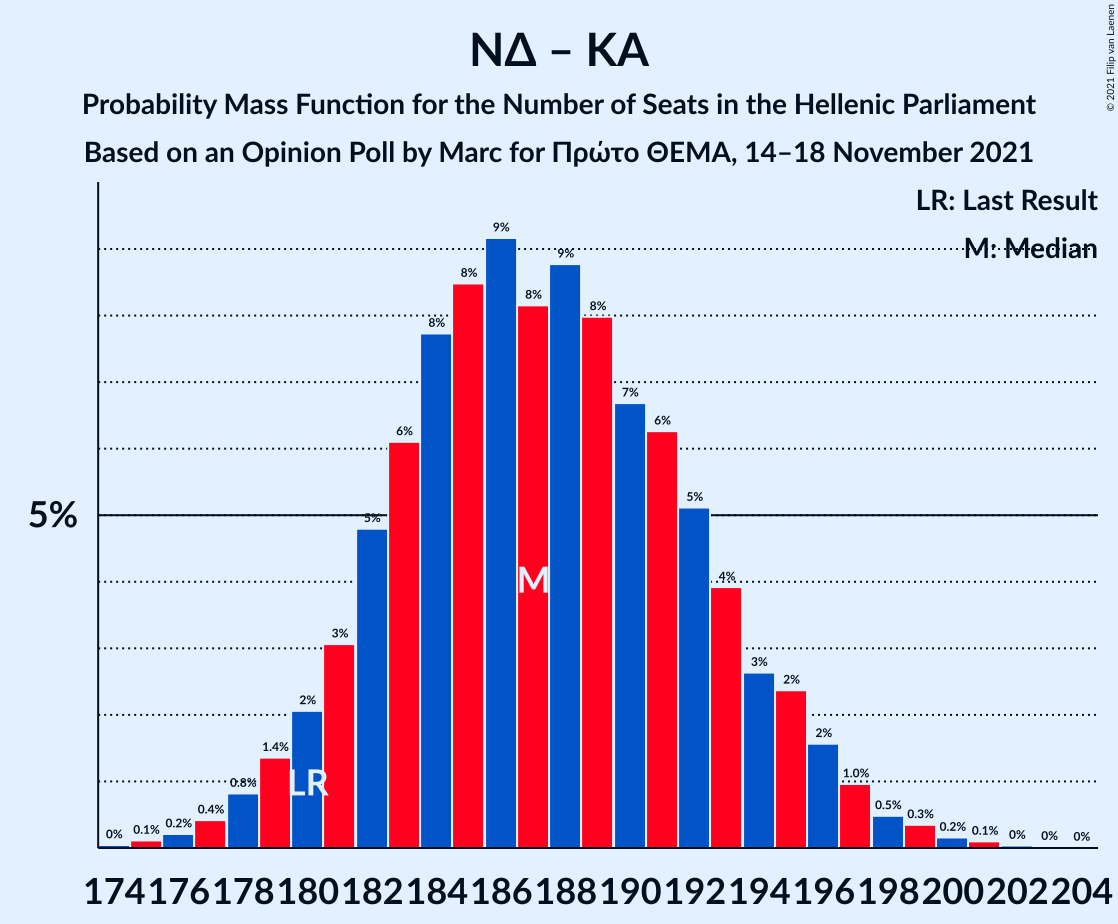 ΝΔ – ΚΑ
Probability Mass Function for the Number of Seats in the Hellenic Parliament
Based on an Opinion Poll by Marc for Πρώτο ΘΕΜΑ, 14–18 November 2021
© 2021 Filip van Laenen
LR: Last Result
M: Median
5%
0% 0.1% 0.2% 0.4% 0.8% 1.4% 2% 3% 5% 6% 8% 8% 9% 8% 9% 8% 7% 6% 5% 4% 3% 2% 2% 1.0% 0.5% 0.3% 0.2% 0.1% 0% 0% 0%
M
LR
174 176 178 180 182 184 186 188 190 192 194 196 198 200 202 204